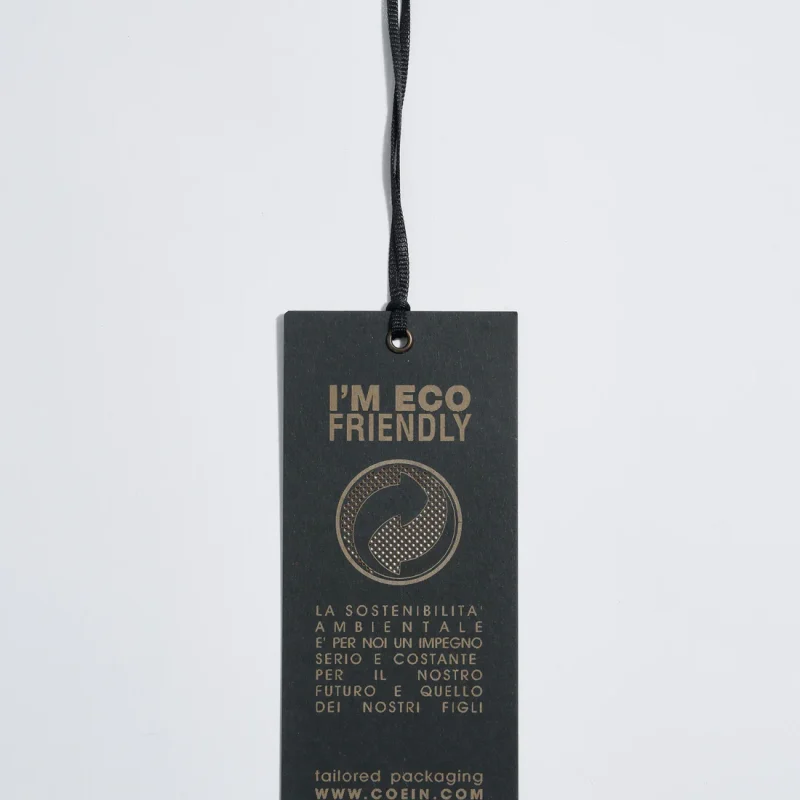 I'M ECO
FRIENDLY
LA SOSTENIBILITA'
AMBIENTALE
E' PER NOI UN IMPEGNO
SERIO E COSTANTE
PER IL NOSTRO
FUTURO E QUELLO
DEI NOSTRI FIGLI
tailored packaging
WWW.COEIN.COM